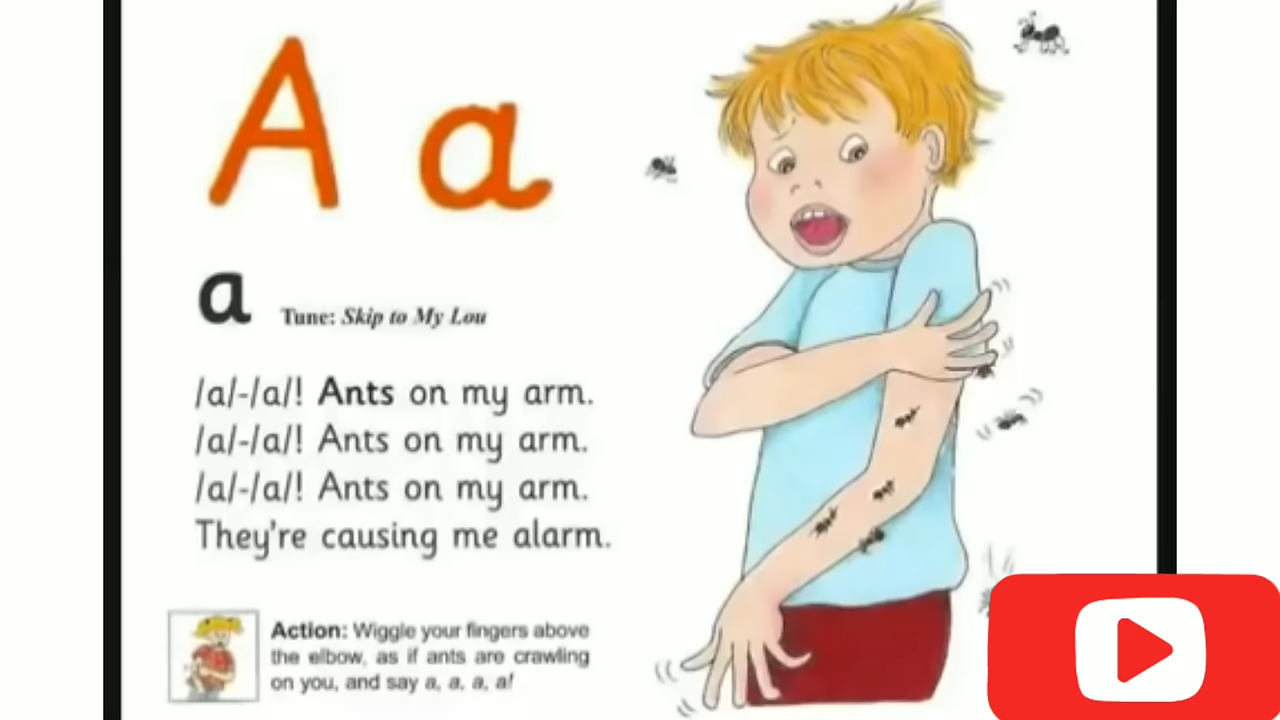 A a
a Tune: Skip to My Lou
/a/-/a/! Ants on my arm.
/a/-/a/! Ants on my arm.
/a/-/a/! Ants on my arm.
They're causing me alarm.
Action: Wiggle your fingers above
the elbow, as if ants are crawling
on you, and say a, a, a, a!